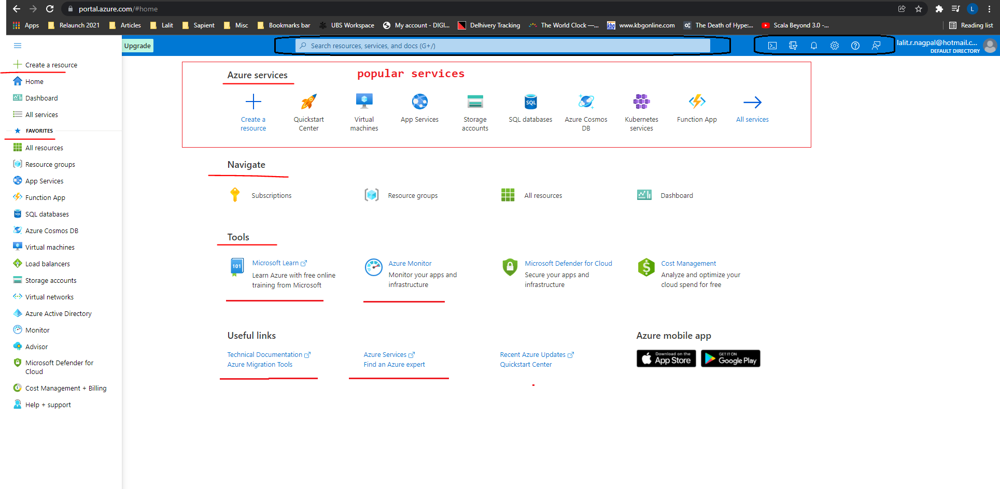 portal.azure.com/#home
L
Apps
Relaunch 2021
Articles
Lalit
Sapient
Misc
Bookmarks bar
UBS Workspace
My account - DIGI...
Delhivery Tracking
The World Clock —...
kbg
www.kbgonline.com
The Death of Hype:...
Scala Beyond 3.0 -...
Reading list
Upgrade
Search resources, services, and docs (G+/)
lalit.r.nagpal@hotmail.c...
DEFAULT DIRECTORY
Create a resource
Home
Dashboard
All services
FAVORITES
All resources
Resource groups
App Services
Function App
SQL databases
Azure Cosmos DB
Virtual machines
Load balancers
Storage accounts
Virtual networks
Azure Active Directory
Monitor
Advisor
Microsoft Defender for
Cloud
Cost Management + Billing
Help + support
Azure services
popular services
Create a
resource
Quickstart
Center
Virtual
machines
App Services
Storage
accounts
SQL
SQL databases
Azure Cosmos
DB
Kubernetes
services
Function App
All services
Navigate
Subscriptions
Resource groups
All resources
Dashboard
Tools
101
Microsoft Learn
Learn Azure with free online
training from Microsoft
Azure Monitor
Monitor your apps and
infrastructure
Microsoft Defender for Cloud
Secure your apps and
infrastructure
Cost Management
Analyze and optimize your
cloud spend for free
Useful links
Technical Documentation
Azure Migration Tools
Azure Services
Find an Azure expert
Recent Azure Updates
Quickstart Center
Azure mobile app
Download on the
App Store
GET IT ON
Google Play